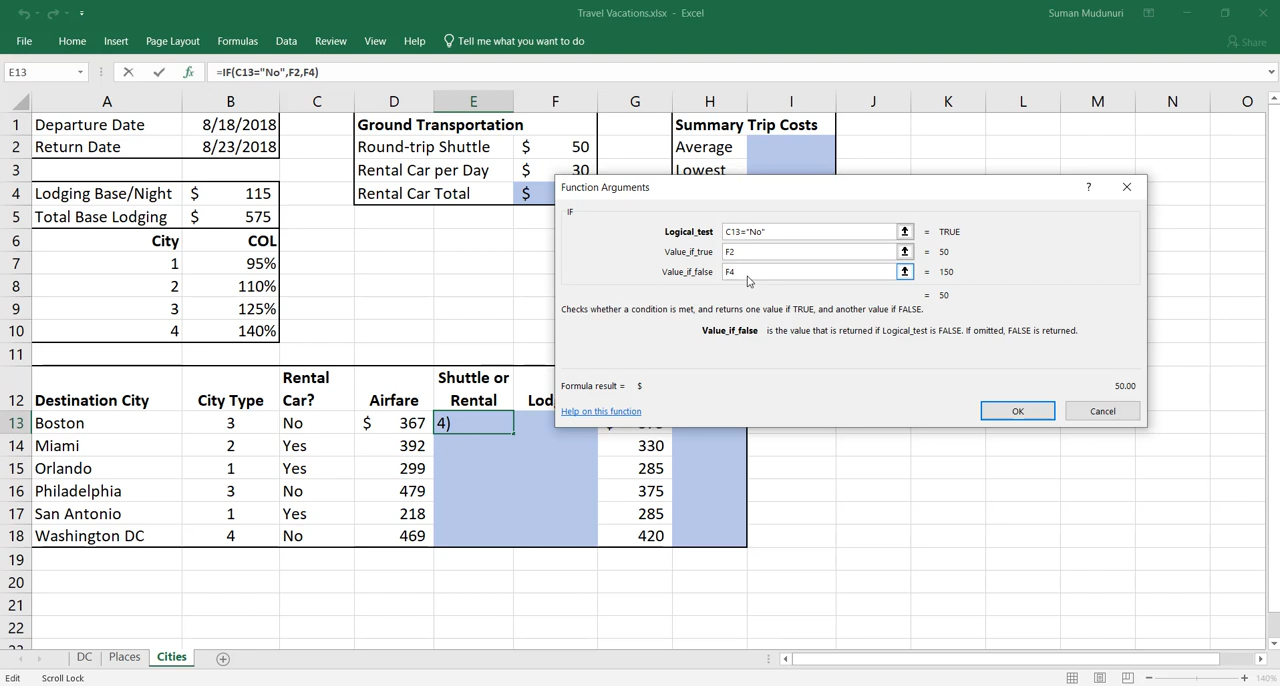 Travel Vacations.xlsx - Excel
Suman Mudunuri
File Home Insert Page Layout Formulas Data Review View Help Tell me what you want to do Share
E13 fx =IF(C13="No",F2,F4)
A B C D E F G H I J K L M N O
1 Departure Date 8/18/2018 Ground Transportation Summary Trip Costs
2 Return Date 8/23/2018 Round-trip Shuttle $ 50 Average
3 Rental Car per Day $ 30 Lowest
4 Lodging Base/Night $ 115 Rental Car Total $
5 Total Base Lodging $ 575
6 City COL
7 1 95%
8 2 110%
9 3 125%
10 4 140%
11
12 Destination City City Type Rental Car? Airfare Shuttle or Rental
13 Boston 3 No $ 367 4)
14 Miami 2 Yes 392 330
15 Orlando 1 Yes 299 285
16 Philadelphia 3 No 479 375
17 San Antonio 1 Yes 218 285
18 Washington DC 4 No 469 420
19
20
21
22
Function Arguments ?
IF
Logical_test C13="No" = TRUE
Value_if_true F2 = 50
Value_if_false F4 = 150
= 50
Checks whether a condition is met, and returns one value if TRUE, and another value if FALSE.
Value_if_false is the value that is returned if Logical_test is FALSE. If omitted, FALSE is returned.
Formula result = $ 50.00
Help on this function OK Cancel
DC Places Cities
Edit Scroll Lock 140%